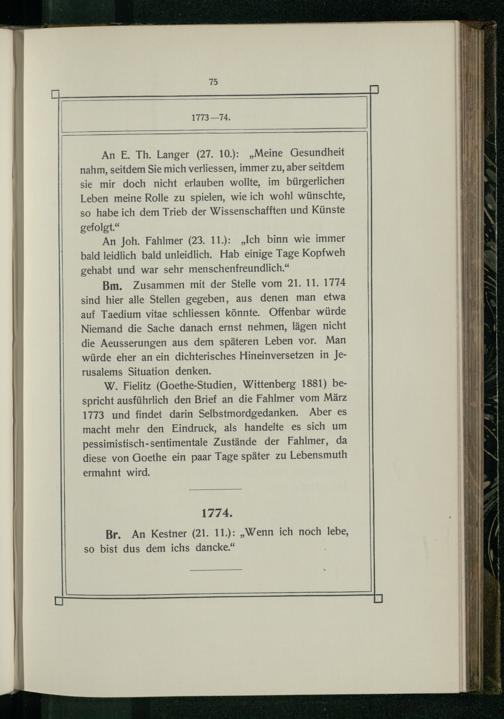 75
1773—74.
An E. Th. Langer (27. 10.): „Meine Gesundheit
nahm, seitdem Sie mich verliessen, immer zu, aber seitdem
sie mir doch nicht erlauben wollte, im bürgerlichen
Leben meine Rolle zu spielen, wie ich wohl wünschte,
so habe ich dem Trieb der Wissenschafften und Künste
gefolgt.“
An Joh. Fahlmer (23. 11.): „Ich binn wie immer
bald leidlich bald unleidlich. Hab einige Tage Kopfweh
gehabt und war sehr menschenfreundlich.“
Bm. Zusammen mit der Stelle vom 21. 11. 1774
sind hier alle Stellen gegeben, aus denen man etwa
auf Taedium vitae schliessen könnte. Offenbar würde
Niemand die Sache danach ernst nehmen, lägen nicht
die Aeusserungen aus dem späteren Leben vor. Man
würde eher an ein dichterisches Hineinversetzen in Je-
rusalems Situation denken.
W. Fielitz (Goethe-Studien, Wittenberg 1881) be-
spricht ausführlich den Brief an die Fahlmer vom März
1773 und findet darin Selbstmordgedanken. Aber es
macht mehr den Eindruck, als handelte es sich um
pessimistisch-sentimentale Zustände der Fahlmer, da
diese von Goethe ein paar Tage später zu Lebensmuth
ermahnt wird.
1774.
Br. An Kestner (21. 11.): „Wenn ich noch lebe,
so bist dus dem ichs dancke.“